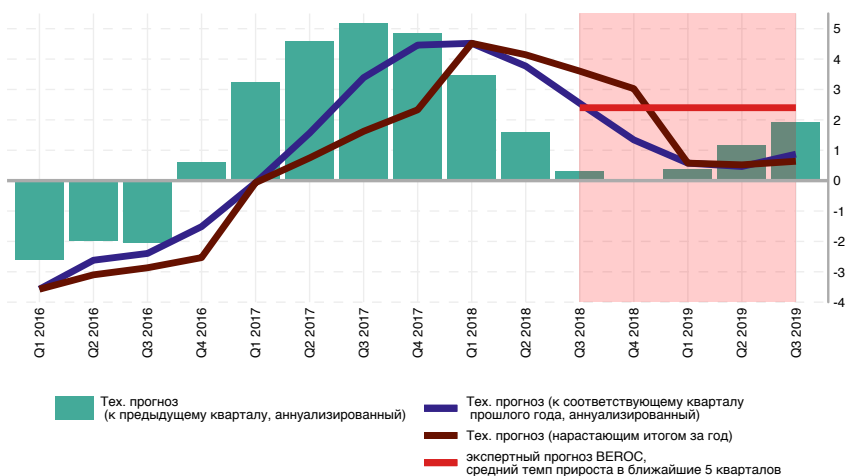 5
4
3
2
1
0
-1
-2
-3
-4
Q1 2016
Q2 2016
Q3 2016
Q4 2016
Q1 2017
Q2 2017
Q3 2017
Q4 2017
Q1 2018
Q2 2018
Q3 2018
Q4 2018
Q1 2019
Q2 2019
Q3 2019
Тех. прогноз
(к предыдущему кварталу, аннуализированный)
Тех. прогноз (к соответствующему кварталу
прошлого года, аннуализированный)
Тех. прогноз (нарастающим итогом за год)
экспертный прогноз BEROC,
средний темп прироста в ближайшие 5 кварталов